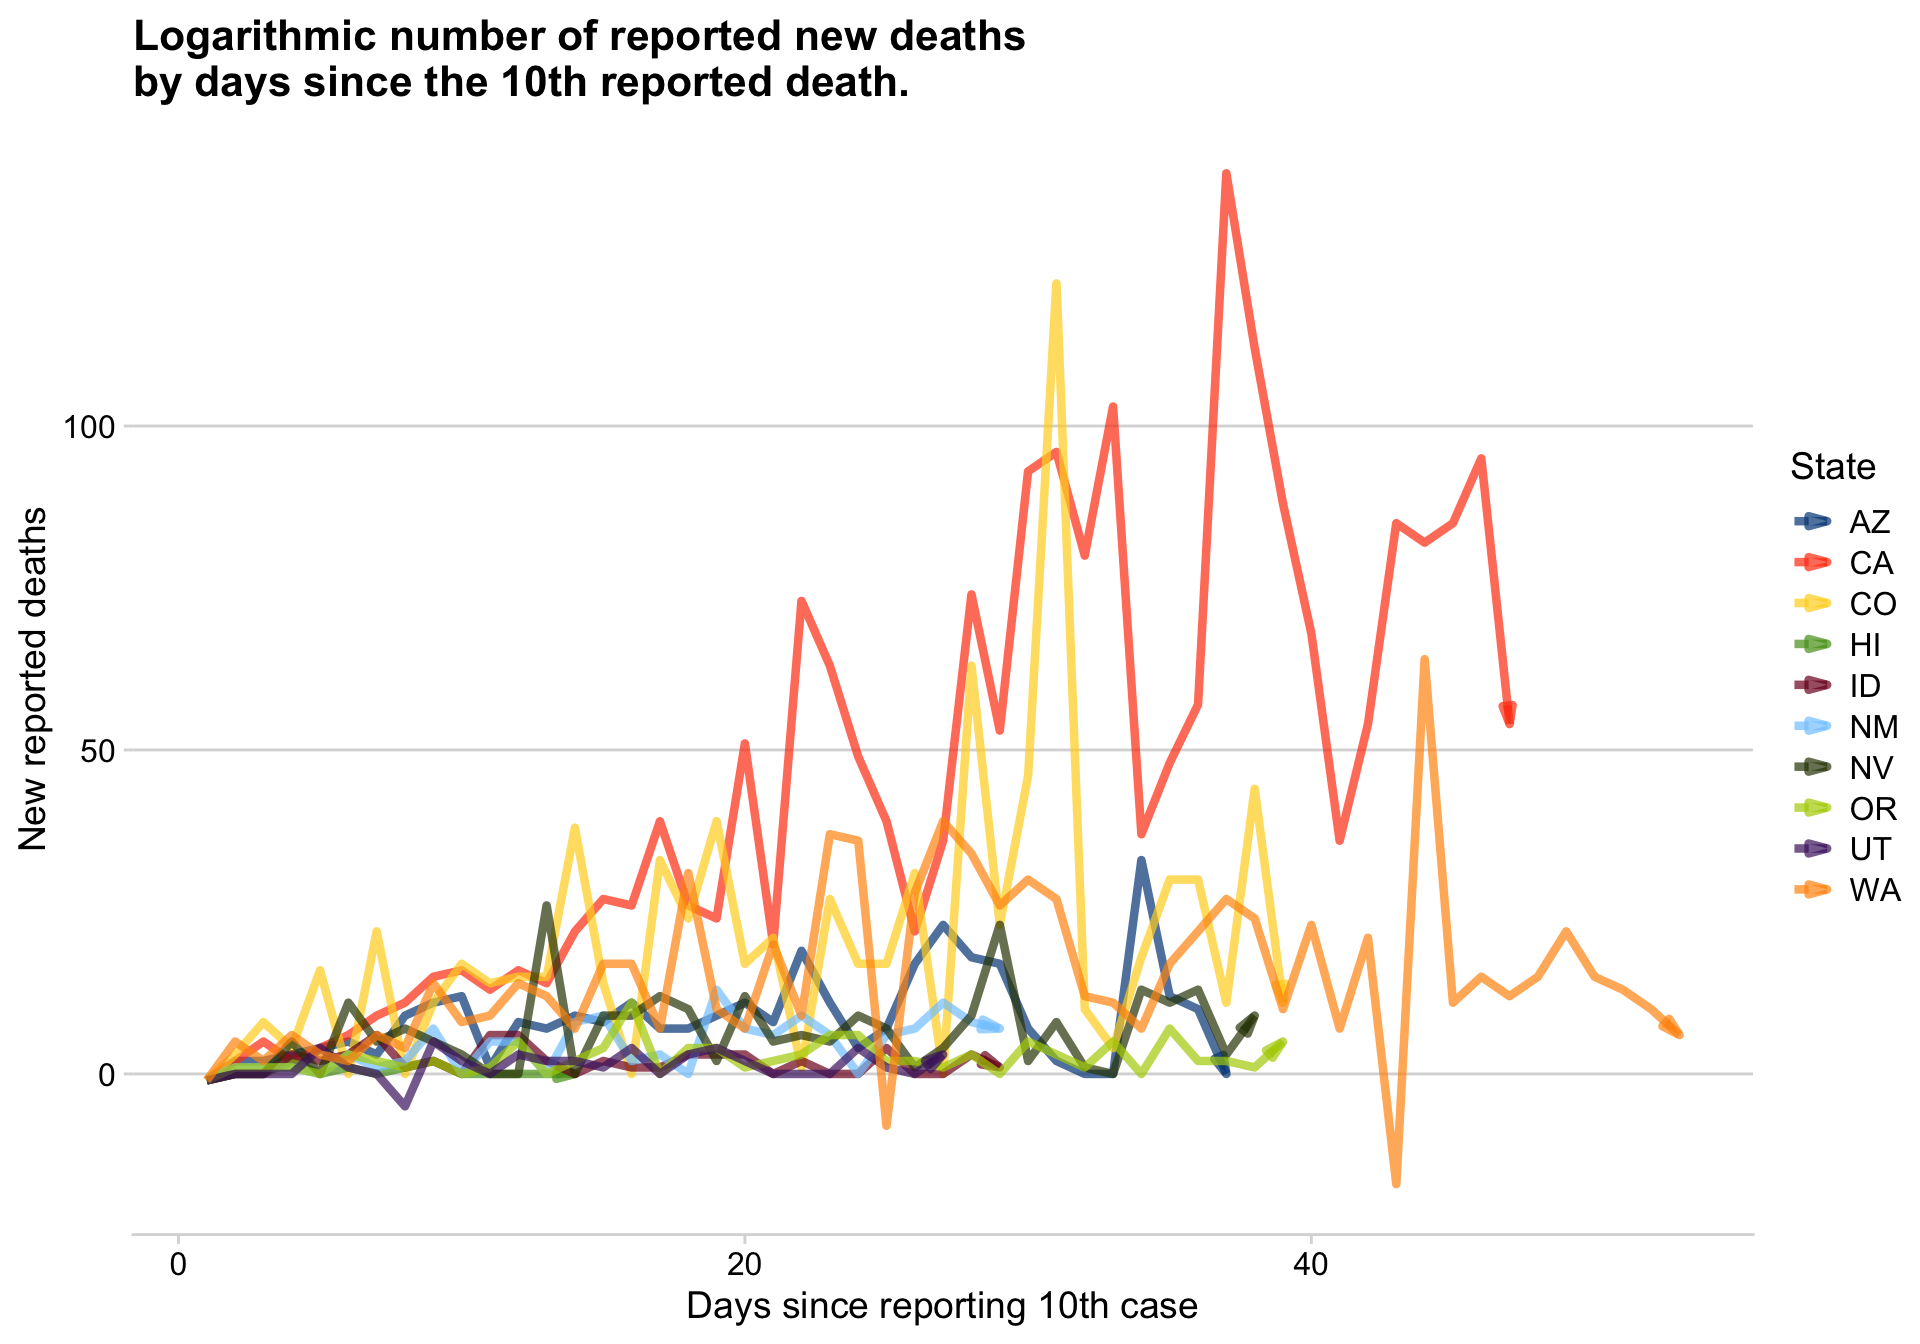 Logarithmic number of reported new deaths
by days since the 10th reported death.
New reported deaths
100
50
0
0
20
40
Days since reporting 10th case
State
AZ
CA
CO
HI
ID
NM
NV
OR
UT
WA